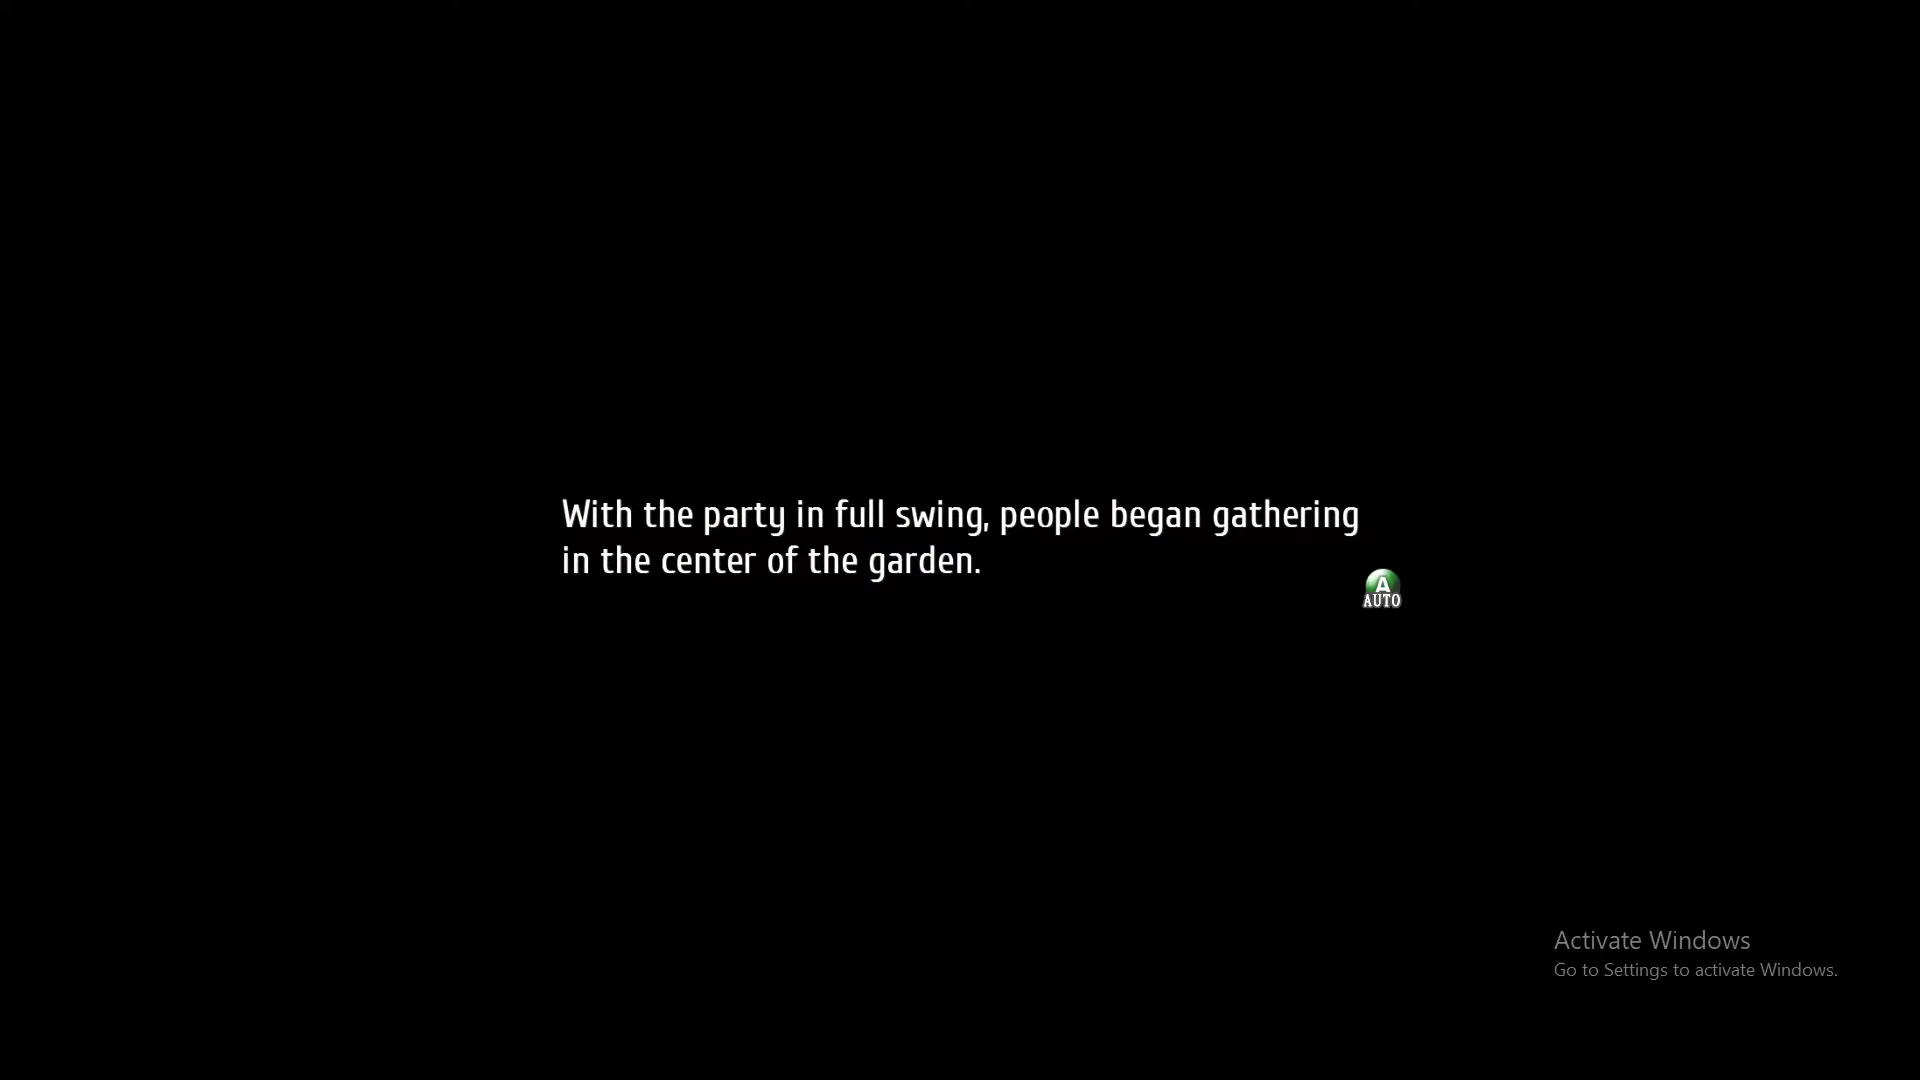 With the party in full swing, people began gathering
in the center of the garden.
A
AUTO
Activate Windows
Go to Settings to activate Windows.